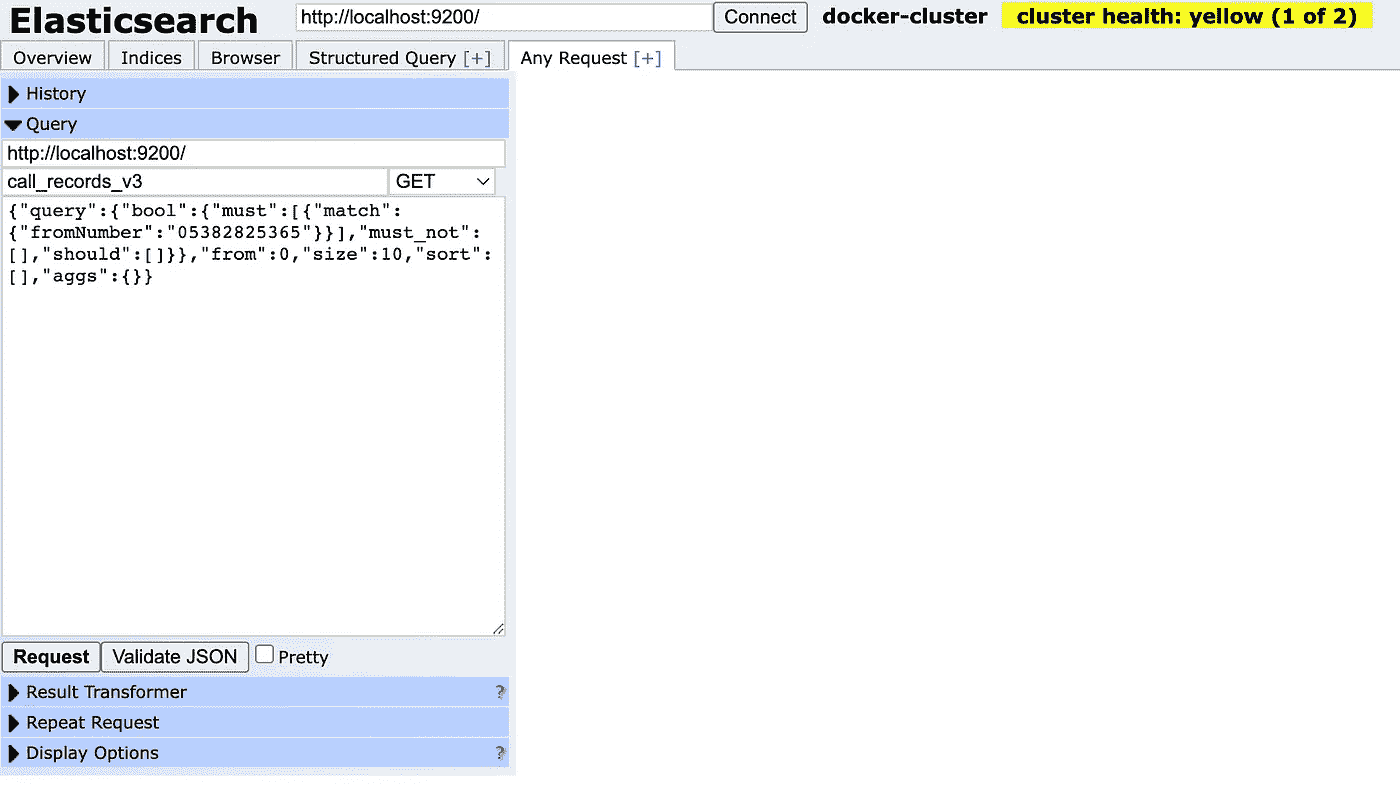 Elasticsearch http://localhost:9200/ Connect docker-cluster cluster health: yellow (1 of 2)
Overview Indices Browser Structured Query [+] Any Request [+]
History
Query
http://localhost:9200/
call_records_v3 GET
{"query":{"bool":{"must":[{"match":
{"fromNumber":"05382825365"}}],"must_not":
[],"should":[]}},"from":0,"size":10,"sort":
[],"aggs":{}}
Request Validate JSON Pretty
Result Transformer ?
Repeat Request
Display Options ?